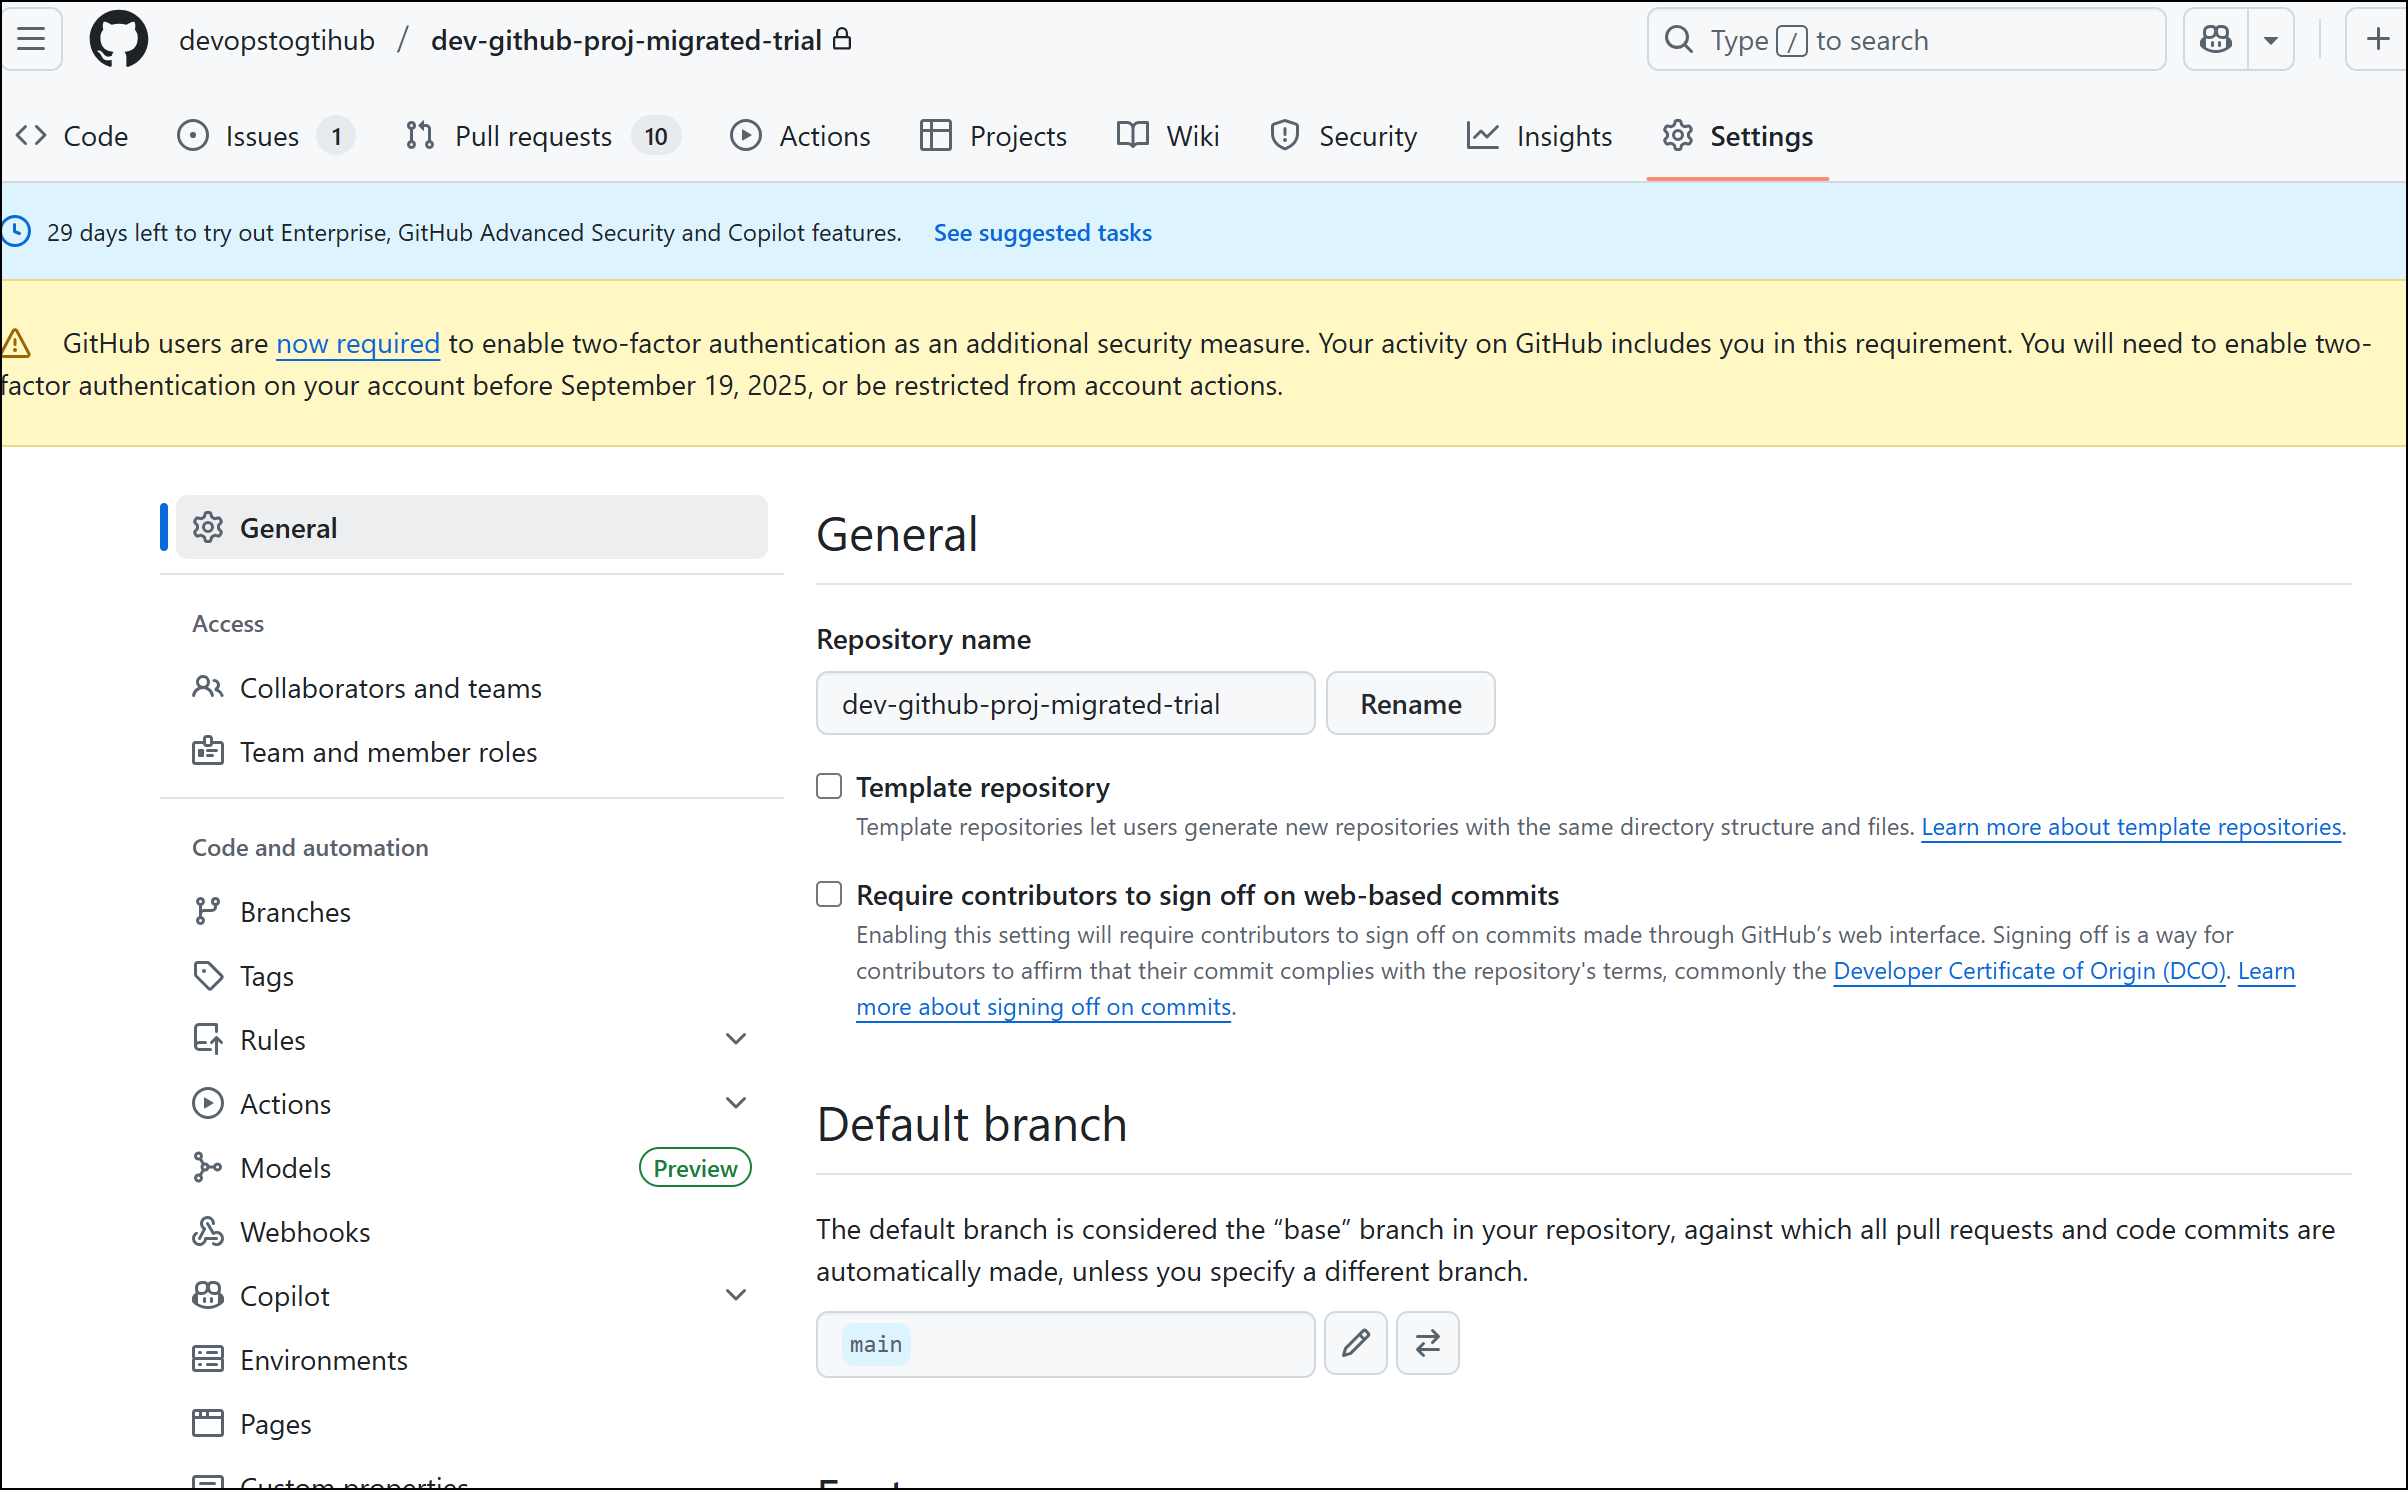 devopstogtihub / dev-github-proj-migrated-trial
Type / to search
Code
Issues 1
Pull requests 10
Actions
Projects
Wiki
Security
Insights
Settings
29 days left to try out Enterprise, GitHub Advanced Security and Copilot features. See suggested tasks
GitHub users are now required to enable two-factor authentication as an additional security measure. Your activity on GitHub includes you in this requirement. You will need to enable two-
factor authentication on your account before September 19, 2025, or be restricted from account actions.
General
Access
Collaborators and teams
Team and member roles
Code and automation
Branches
Tags
Rules
Actions
Models Preview
Webhooks
Copilot
Environments
Pages
Custom properties
General
Repository name
dev-github-proj-migrated-trial Rename
Template repository
Template repositories let users generate new repositories with the same directory structure and files. Learn more about template repositories.
Require contributors to sign off on web-based commits
Enabling this setting will require contributors to sign off on commits made through GitHub’s web interface. Signing off is a way for
contributors to affirm that their commit complies with the repository's terms, commonly the Developer Certificate of Origin (DCO). Learn
more about signing off on commits.
Default branch
The default branch is considered the “base” branch in your repository, against which all pull requests and code commits are
automatically made, unless you specify a different branch.
main